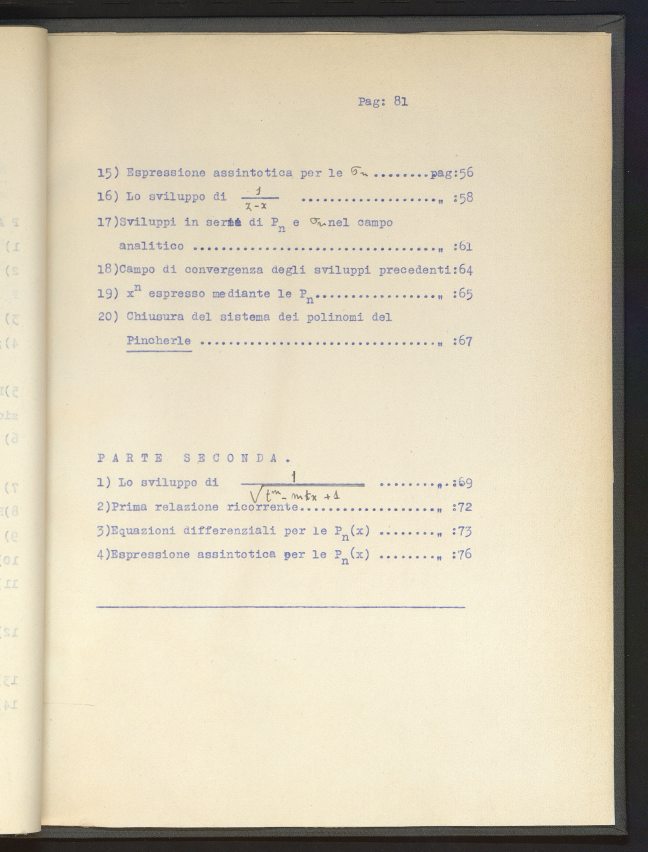 Pag: 81
15) Espressione assintotica per le σn ........pag:56
16) Lo sviluppo di 1/(z-x) ..................„ :58
17)Sviluppi in serie di Pn e σn nel campo
analitico ................................„ :61
18)Campo di convergenza degli sviluppi precedenti:64
19) x^n espresso mediante le Pn................„ :65
20) Chiusura del sistema dei polinomi del
Pincherle ...............................„ :67
PARTE SECONDA.
1) Lo sviluppo di 1/√(t^m - mtx + 1) ........„.:69
2)Prima relazione ricorrente..................„ :72
3)Equazioni differenziali per le Pn(x) ........„ :73
4)Espressione assintotica per le Pn(x) ........„ :76